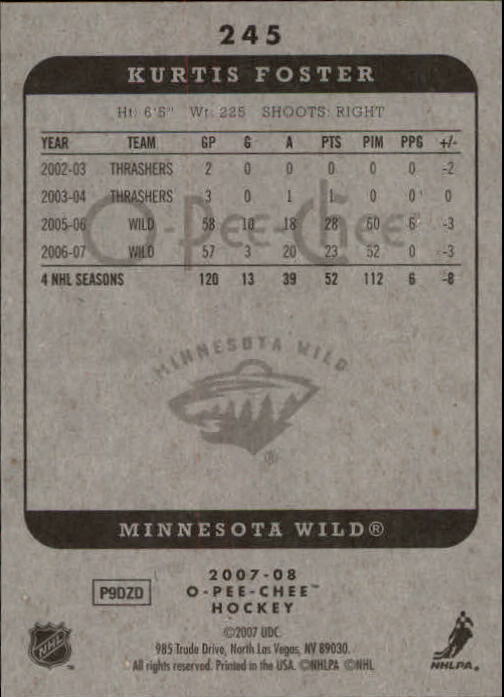 245
KURTIS FOSTER
Ht: 6'5" Wt: 225 SHOOTS: RIGHT
YEAR TEAM GP G A PTS PIM PPG +/-
2002-03 THRASHERS 2 0 0 0 0 0 -2
2003-04 THRASHERS 3 0 1 1 0 0 0
2005-06 WILD 58 10 18 28 60 6 -3
2006-07 WILD 57 3 20 23 52 0 -3
4 NHL SEASONS 120 13 39 52 112 6 -8
O-Pee-Chee
MINNESOTA WILD
®
MINNESOTA WILD®
P9DZD
2007-08
O-PEE-CHEE™
HOCKEY
©2007 UDC.
985 Trade Drive, North Las Vegas, NV 89030.
All rights reserved. Printed in the USA. ©NHLPA ©NHL
NHL
NHLPA